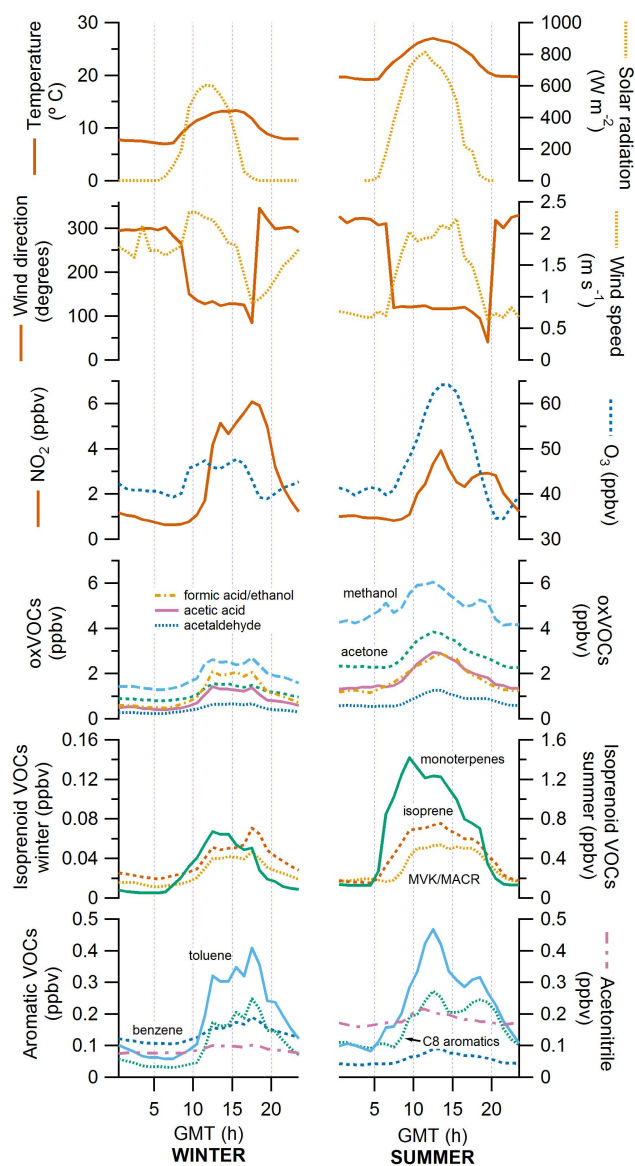 Temperature
(º C)
30
20
10
0
900
800
600
400
200
0
Solar radiation
(W m-2)
Wind direction
(degrees)
300
200
100
0
2.5
2
1.5
1
0.5
0
Wind speed
(m s-1)
NO2 (ppbv)
6
4
2
0
60
50
40
30
O3 (ppbv)
oxVOCs
(ppbv)
6
4
2
0
formic acid/ethanol
acetic acid
acetaldehyde
methanol
acetone
6
4
2
0
oxVOCs
(ppbv)
Isoprenoid VOCs
winter (ppbv)
0.16
0.12
0.08
0.04
0
monoterpenes
isoprene
MVK/MACR
1.6
1.2
0.8
0.4
0
Isoprenoid VOCs
summer (ppbv)
Aromatic VOCs
(ppbv)
0.5
0.4
0.3
0.2
0.1
0
toluene
benzene
C8 aromatics
0.5
0.4
0.3
0.2
0.1
0
Acetonitrile
(ppbv)
5 10 15 20
5 10 15 20
GMT (h)
WINTER
GMT (h)
SUMMER